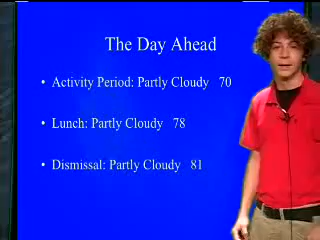 The Day Ahead
• Activity Period: Partly Cloudy 70
• Lunch: Partly Cloudy 78
• Dismissal: Partly Cloudy 81